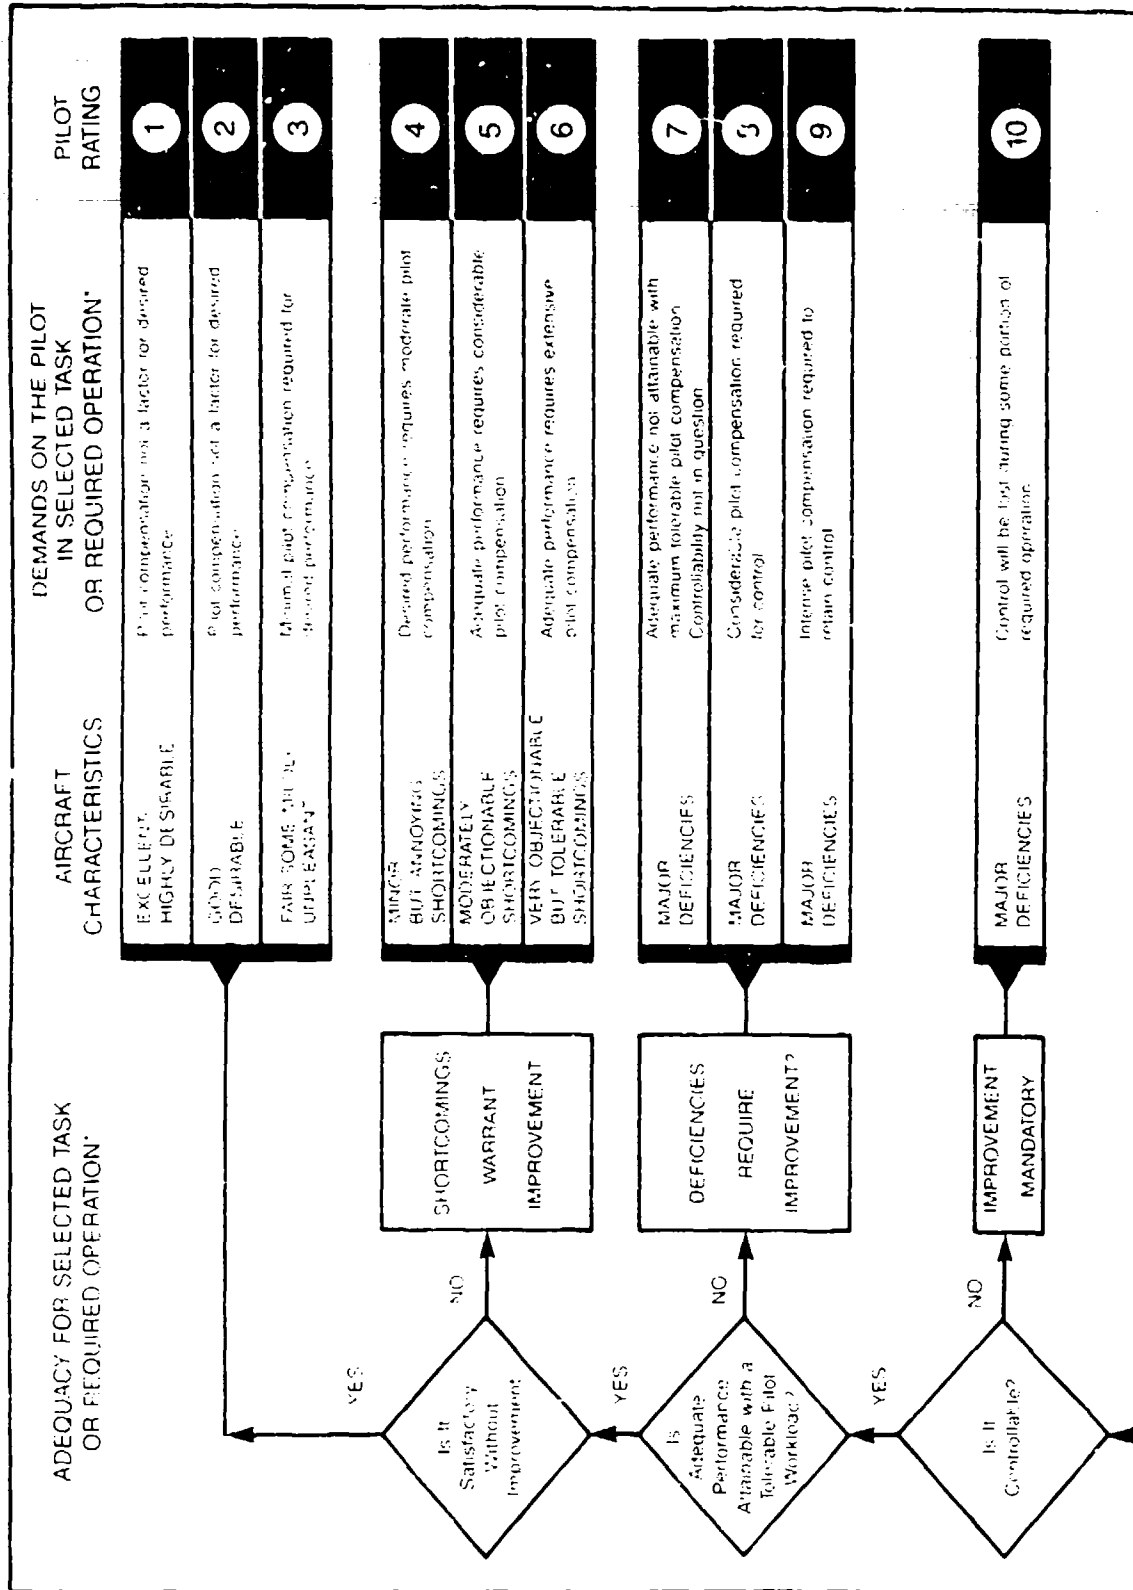 ADEQUACY FOR SELECTED TASK
OR REQUIRED OPERATION*
AIRCRAFT
CHARACTERISTICS
DEMANDS ON THE PILOT
IN SELECTED TASK
OR REQUIRED OPERATION*
PILOT
RATING
EXCELLENT
HIGHLY DESIRABLE
Pilot compensation not a factor for desired
performance
1
GOOD
DESIRABLE
Pilot compensation not a factor for desired
performance
2
FAIR SOME
UNPLEASANT
Minimal pilot compensation required for
desired performance
3
YES
Is It
Satisfactory
Without
Improvement
NO
SHORTCOMINGS
WARRANT
IMPROVEMENT
MINOR
BUT ANNOYING
SHORTCOMINGS
Desired performance requires moderate pilot
compensation
4
MODERATELY
OBJECTIONABLE
SHORTCOMINGS
Adequate performance requires considerable
pilot compensation
5
VERY OBJECTIONABLE
BUT TOLERABLE
SHORTCOMINGS
Adequate performance requires extensive
pilot compensation
6
YES
Is
Adequate
Performance
Attainable with a
Tolerable Pilot
Workload?
NO
DEFICIENCIES
REQUIRE
IMPROVEMENT?
MAJOR
DEFICIENCIES
Adequate performance not attainable with
maximum tolerable pilot compensation
Controllability not in question
7
MAJOR
DEFICIENCIES
Considerable pilot compensation required
for control
8
MAJOR
DEFICIENCIES
Intense pilot compensation required to
retain control
9
YES
Is It
Controllable?
NO
IMPROVEMENT
MANDATORY
MAJOR
DEFICIENCIES
Control will be lost during some portion of
required operation
10